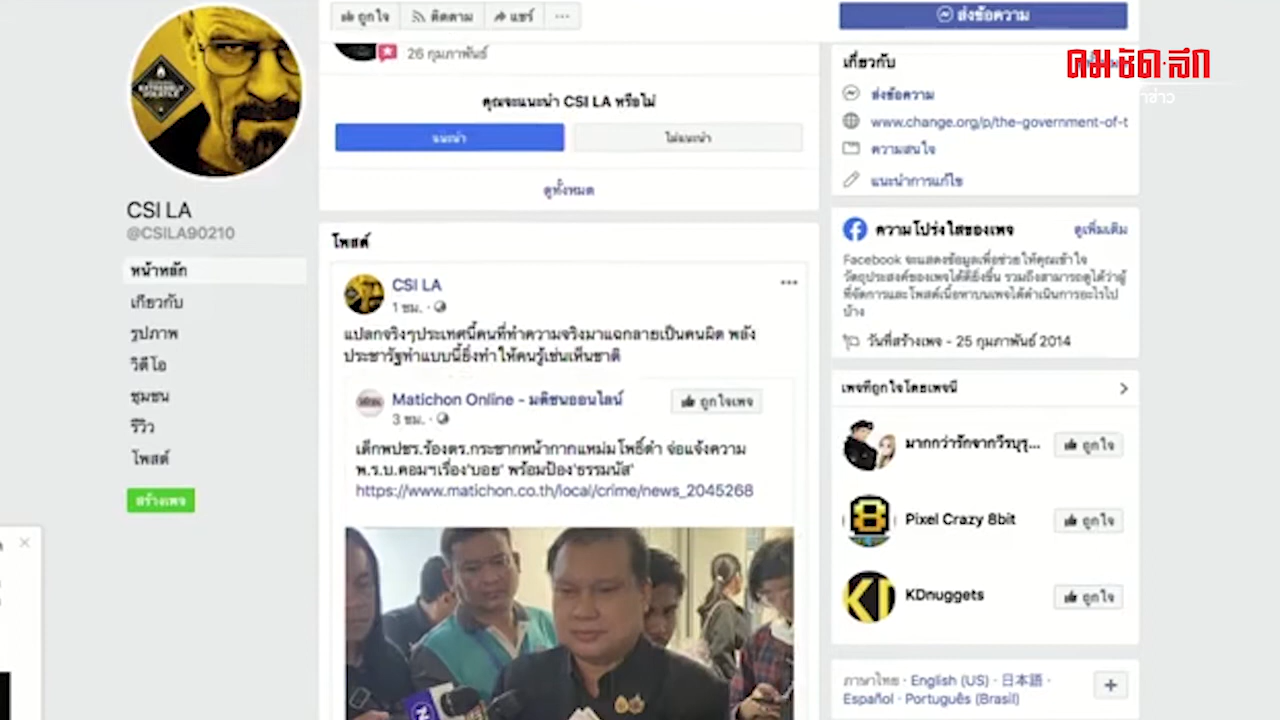 ถูกใจ
ติดตาม
แชร์
ส่งข้อความ
คมชัดลึก
26 กุมภาพันธ์
คุณจะแนะนำ CSI LA หรือไม่
แนะนำ
ไม่แนะนำ
ดูทั้งหมด
CSI LA
@CSILA90210
หน้าหลัก
เกี่ยวกับ
รูปภาพ
วิดีโอ
ชุมชน
รีวิว
โพสต์
สร้างเพจ
โพสต์
CSI LA
1 ชม. ·
แปลกจริงๆประเทศนี้คนที่ทำความจริงมาแฉกลายเป็นคนผิด พลัง
ประชารัฐทำแบบนี้ยิ่งทำให้คนรู้เช่นเห็นชาติ
Matichon Online - มติชนออนไลน์
ถูกใจเพจ
3 ชม. ·
เด็กพปชร.ร้องตร.กระชากหน้ากากแหม่มโพธิ์ดำ จ่อแจ้งความ
พ.ร.บ.คอมฯเรื่อง'บอย' พร้อมป้อง'ธรรมนัส'
https://www.matichon.co.th/local/crime/news_2045268
เกี่ยวกับ
ส่งข้อความ
www.change.org/p/the-government-of-t
ความสนใจ
แนะนำการแก้ไข
ความโปร่งใสของเพจ
ดูเพิ่มเติม
Facebook จะแสดงข้อมูลเพื่อช่วยให้คุณเข้าใจ
วัตถุประสงค์ของเพจได้ดียิ่งขึ้น รวมถึงสามารถดูได้ว่าผู้
ที่จัดการและโพสต์เนื้อหาบนเพจได้ดำเนินการอะไรไป
บ้าง
วันที่สร้างเพจ - 25 กุมภาพันธ์ 2014
เพจที่ถูกใจโดยเพจนี้
มากกว่ารักจากวีรบุรุ...
ถูกใจ
Pixel Crazy 8bit
ถูกใจ
KDnuggets
ถูกใจ
ภาษาไทย · English (US) · 日本語 ·
Español · Português (Brasil)